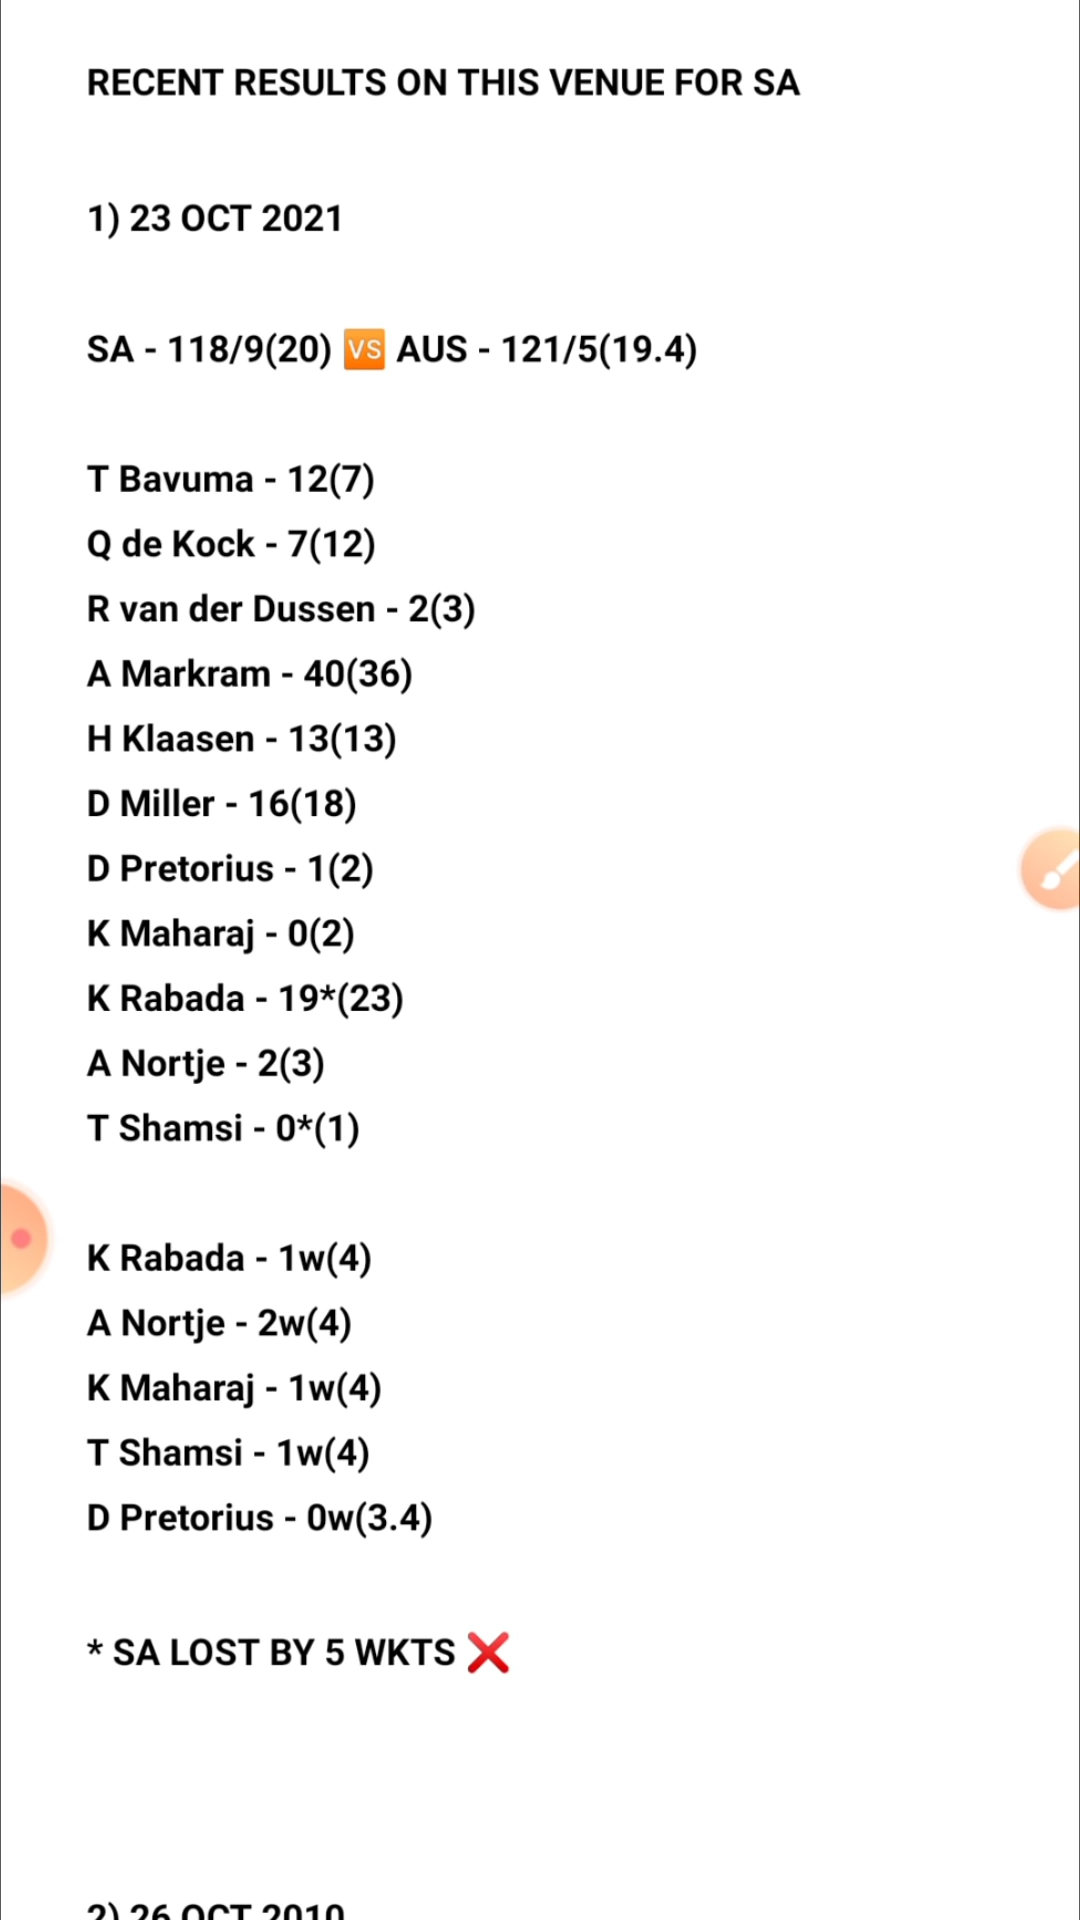 RECENT RESULTS ON THIS VENUE FOR SA
1) 23 OCT 2021
SA - 118/9(20) 🆚 AUS - 121/5(19.4)
T Bavuma - 12(7)
Q de Kock - 7(12)
R van der Dussen - 2(3)
A Markram - 40(36)
H Klaasen - 13(13)
D Miller - 16(18)
D Pretorius - 1(2)
K Maharaj - 0(2)
K Rabada - 19*(23)
A Nortje - 2(3)
T Shamsi - 0*(1)
K Rabada - 1w(4)
A Nortje - 2w(4)
K Maharaj - 1w(4)
T Shamsi - 1w(4)
D Pretorius - 0w(3.4)
* SA LOST BY 5 WKTS ❌
2) 26 OCT 2010